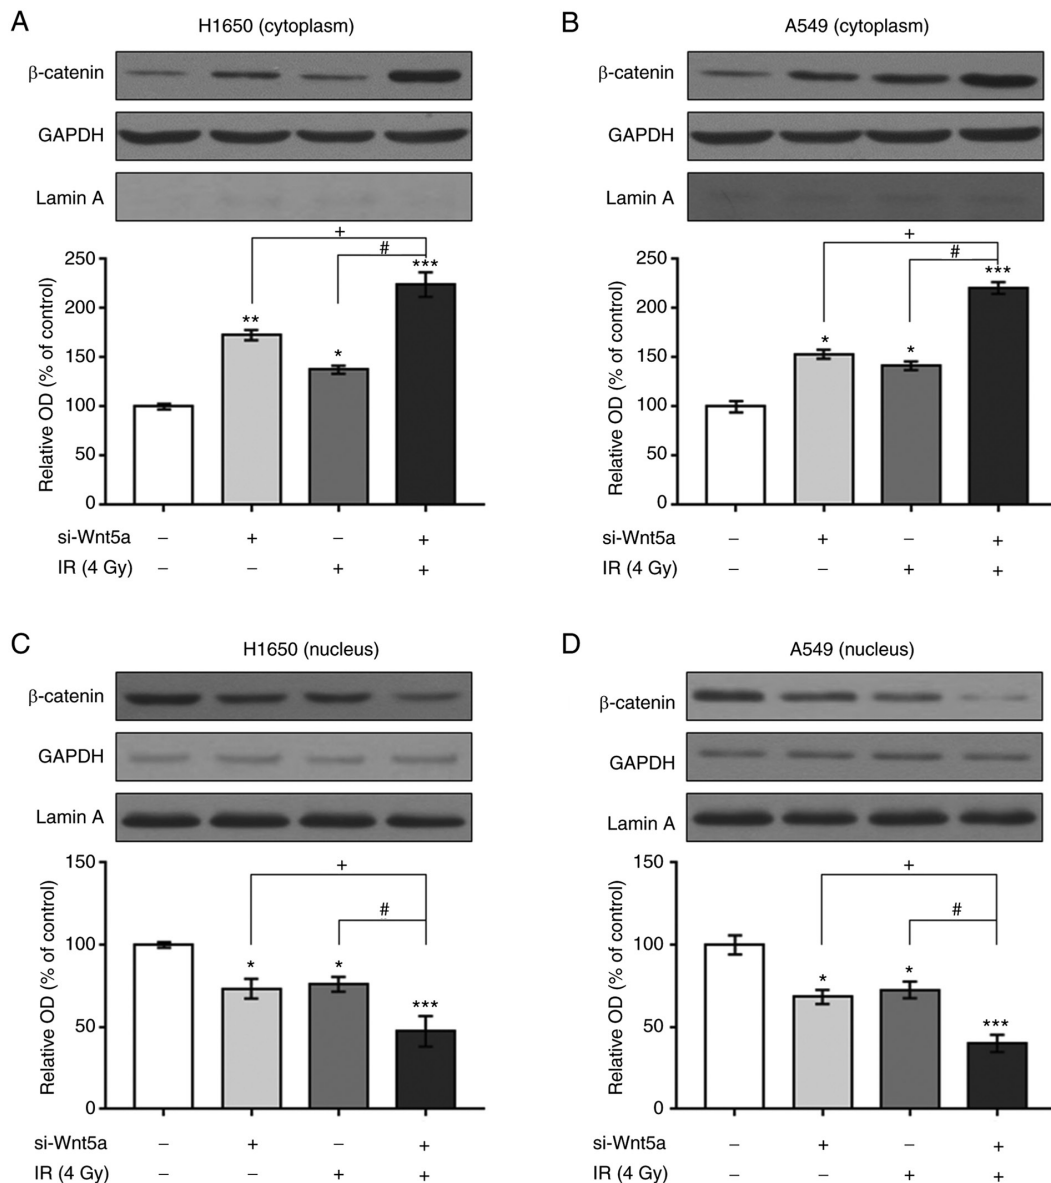 A
H1650 (cytoplasm)
β-catenin
GAPDH
Lamin A
+
#
250
200
150
100
50
0
Relative OD (% of control)
**
*
***
si-Wnt5a − + − +
IR (4 Gy) − − + +
B
A549 (cytoplasm)
β-catenin
GAPDH
Lamin A
+
#
250
200
150
100
50
0
Relative OD (% of control)
*
*
***
si-Wnt5a − + − +
IR (4 Gy) − − + +
C
H1650 (nucleus)
β-catenin
GAPDH
Lamin A
+
#
150
100
50
0
Relative OD (% of control)
*
*
***
si-Wnt5a − + − +
IR (4 Gy) − − + +
D
A549 (nucleus)
β-catenin
GAPDH
Lamin A
+
#
150
100
50
0
Relative OD (% of control)
*
*
***
si-Wnt5a − + − +
IR (4 Gy) − − + +